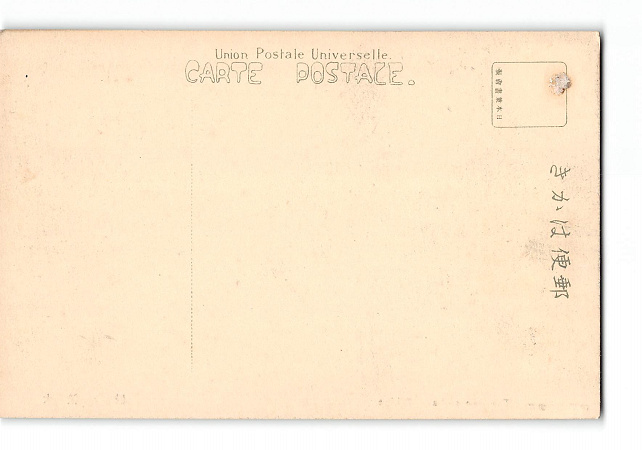 Union Postale Universelle.
CARTE POSTALE.
きかは便郵